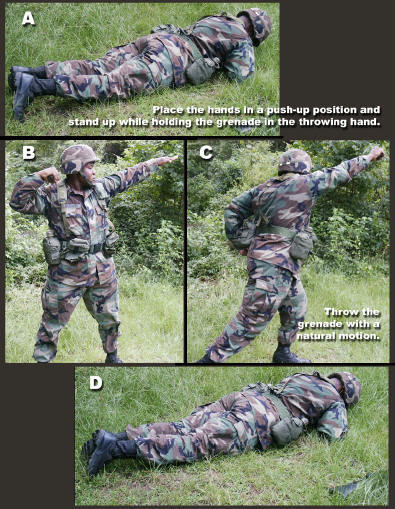 A
Place the hands in a push-up position and
stand up while holding the grenade in the throwing hand.
B
C
Throw the
grenade with a
natural motion.
D